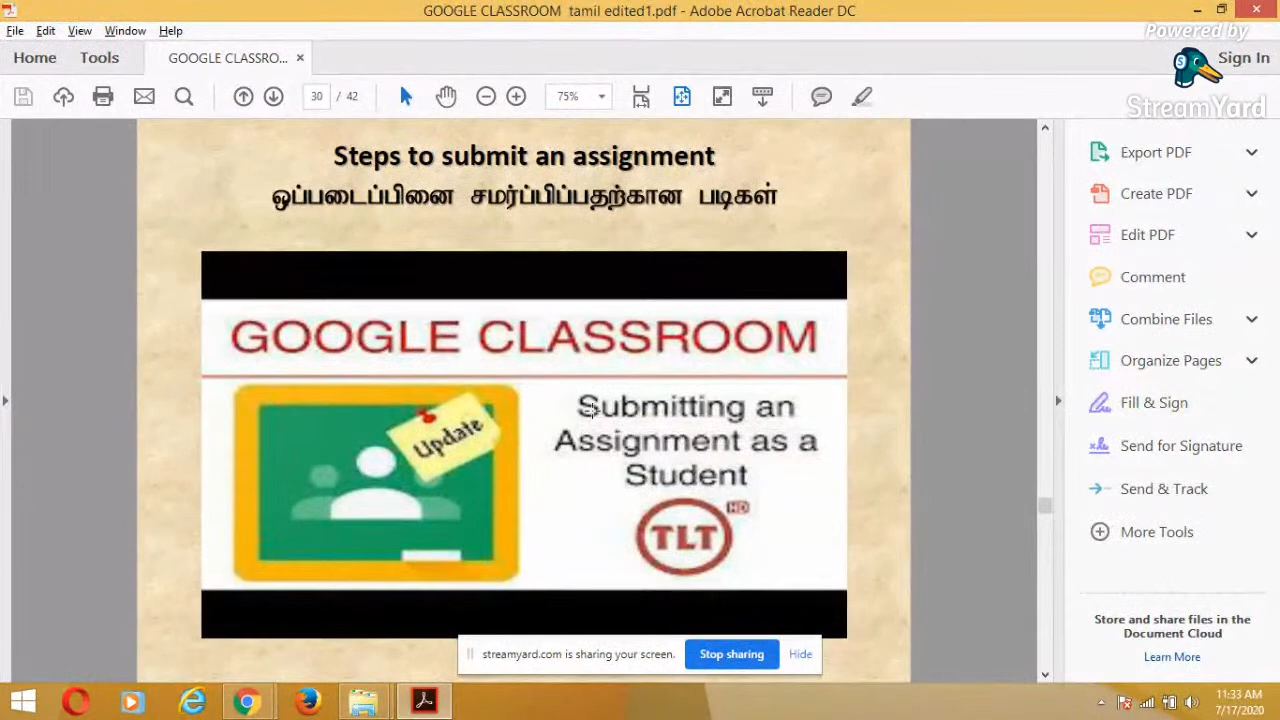 GOOGLE CLASSROOM tamil edited1.pdf - Adobe Acrobat Reader DC
File Edit View Window Help
Powered by
StreamYard
Home Tools GOOGLE CLASSRO... × Sign In
30 / 42 75%
Steps to submit an assignment
ஒப்படைப்பினை சமர்ப்பிப்பதற்கான படிகள்
GOOGLE CLASSROOM
Update
Submitting an
Assignment as a
Student
TLT
HD
Export PDF
Create PDF
Edit PDF
Comment
Combine Files
Organize Pages
Fill & Sign
Send for Signature
Send & Track
More Tools
Store and share files in the
Document Cloud
Learn More
streamyard.com is sharing your screen. Stop sharing Hide
11:33 AM
7/17/2020